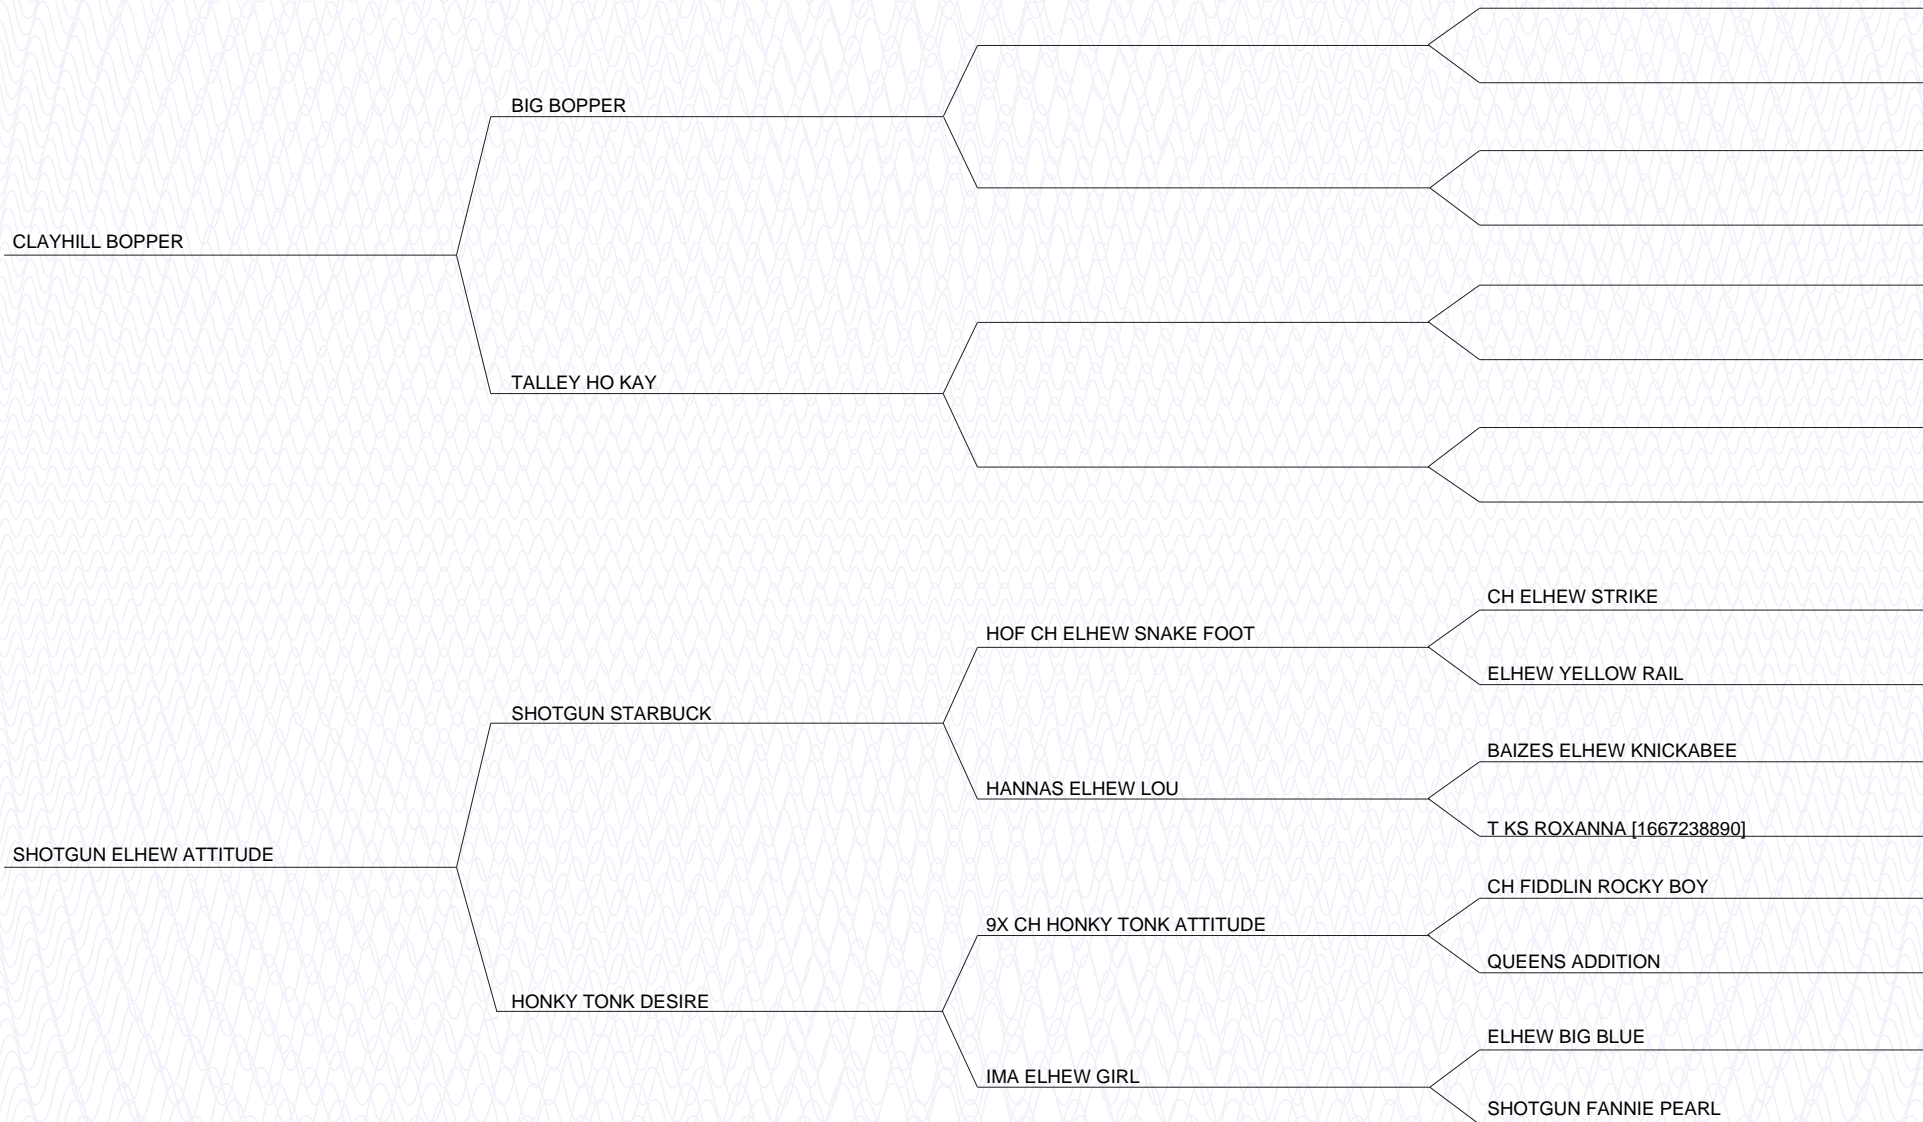 BIG BOPPER
CLAYHILL BOPPER
TALLEY HO KAY
CH ELHEW STRIKE
HOF CH ELHEW SNAKE FOOT
ELHEW YELLOW RAIL
SHOTGUN STARBUCK
BAIZES ELHEW KNICKABEE
HANNAS ELHEW LOU
T KS ROXANNA [1667238890]
SHOTGUN ELHEW ATTITUDE
CH FIDDLIN ROCKY BOY
9X CH HONKY TONK ATTITUDE
QUEENS ADDITION
HONKY TONK DESIRE
ELHEW BIG BLUE
IMA ELHEW GIRL
SHOTGUN FANNIE PEARL